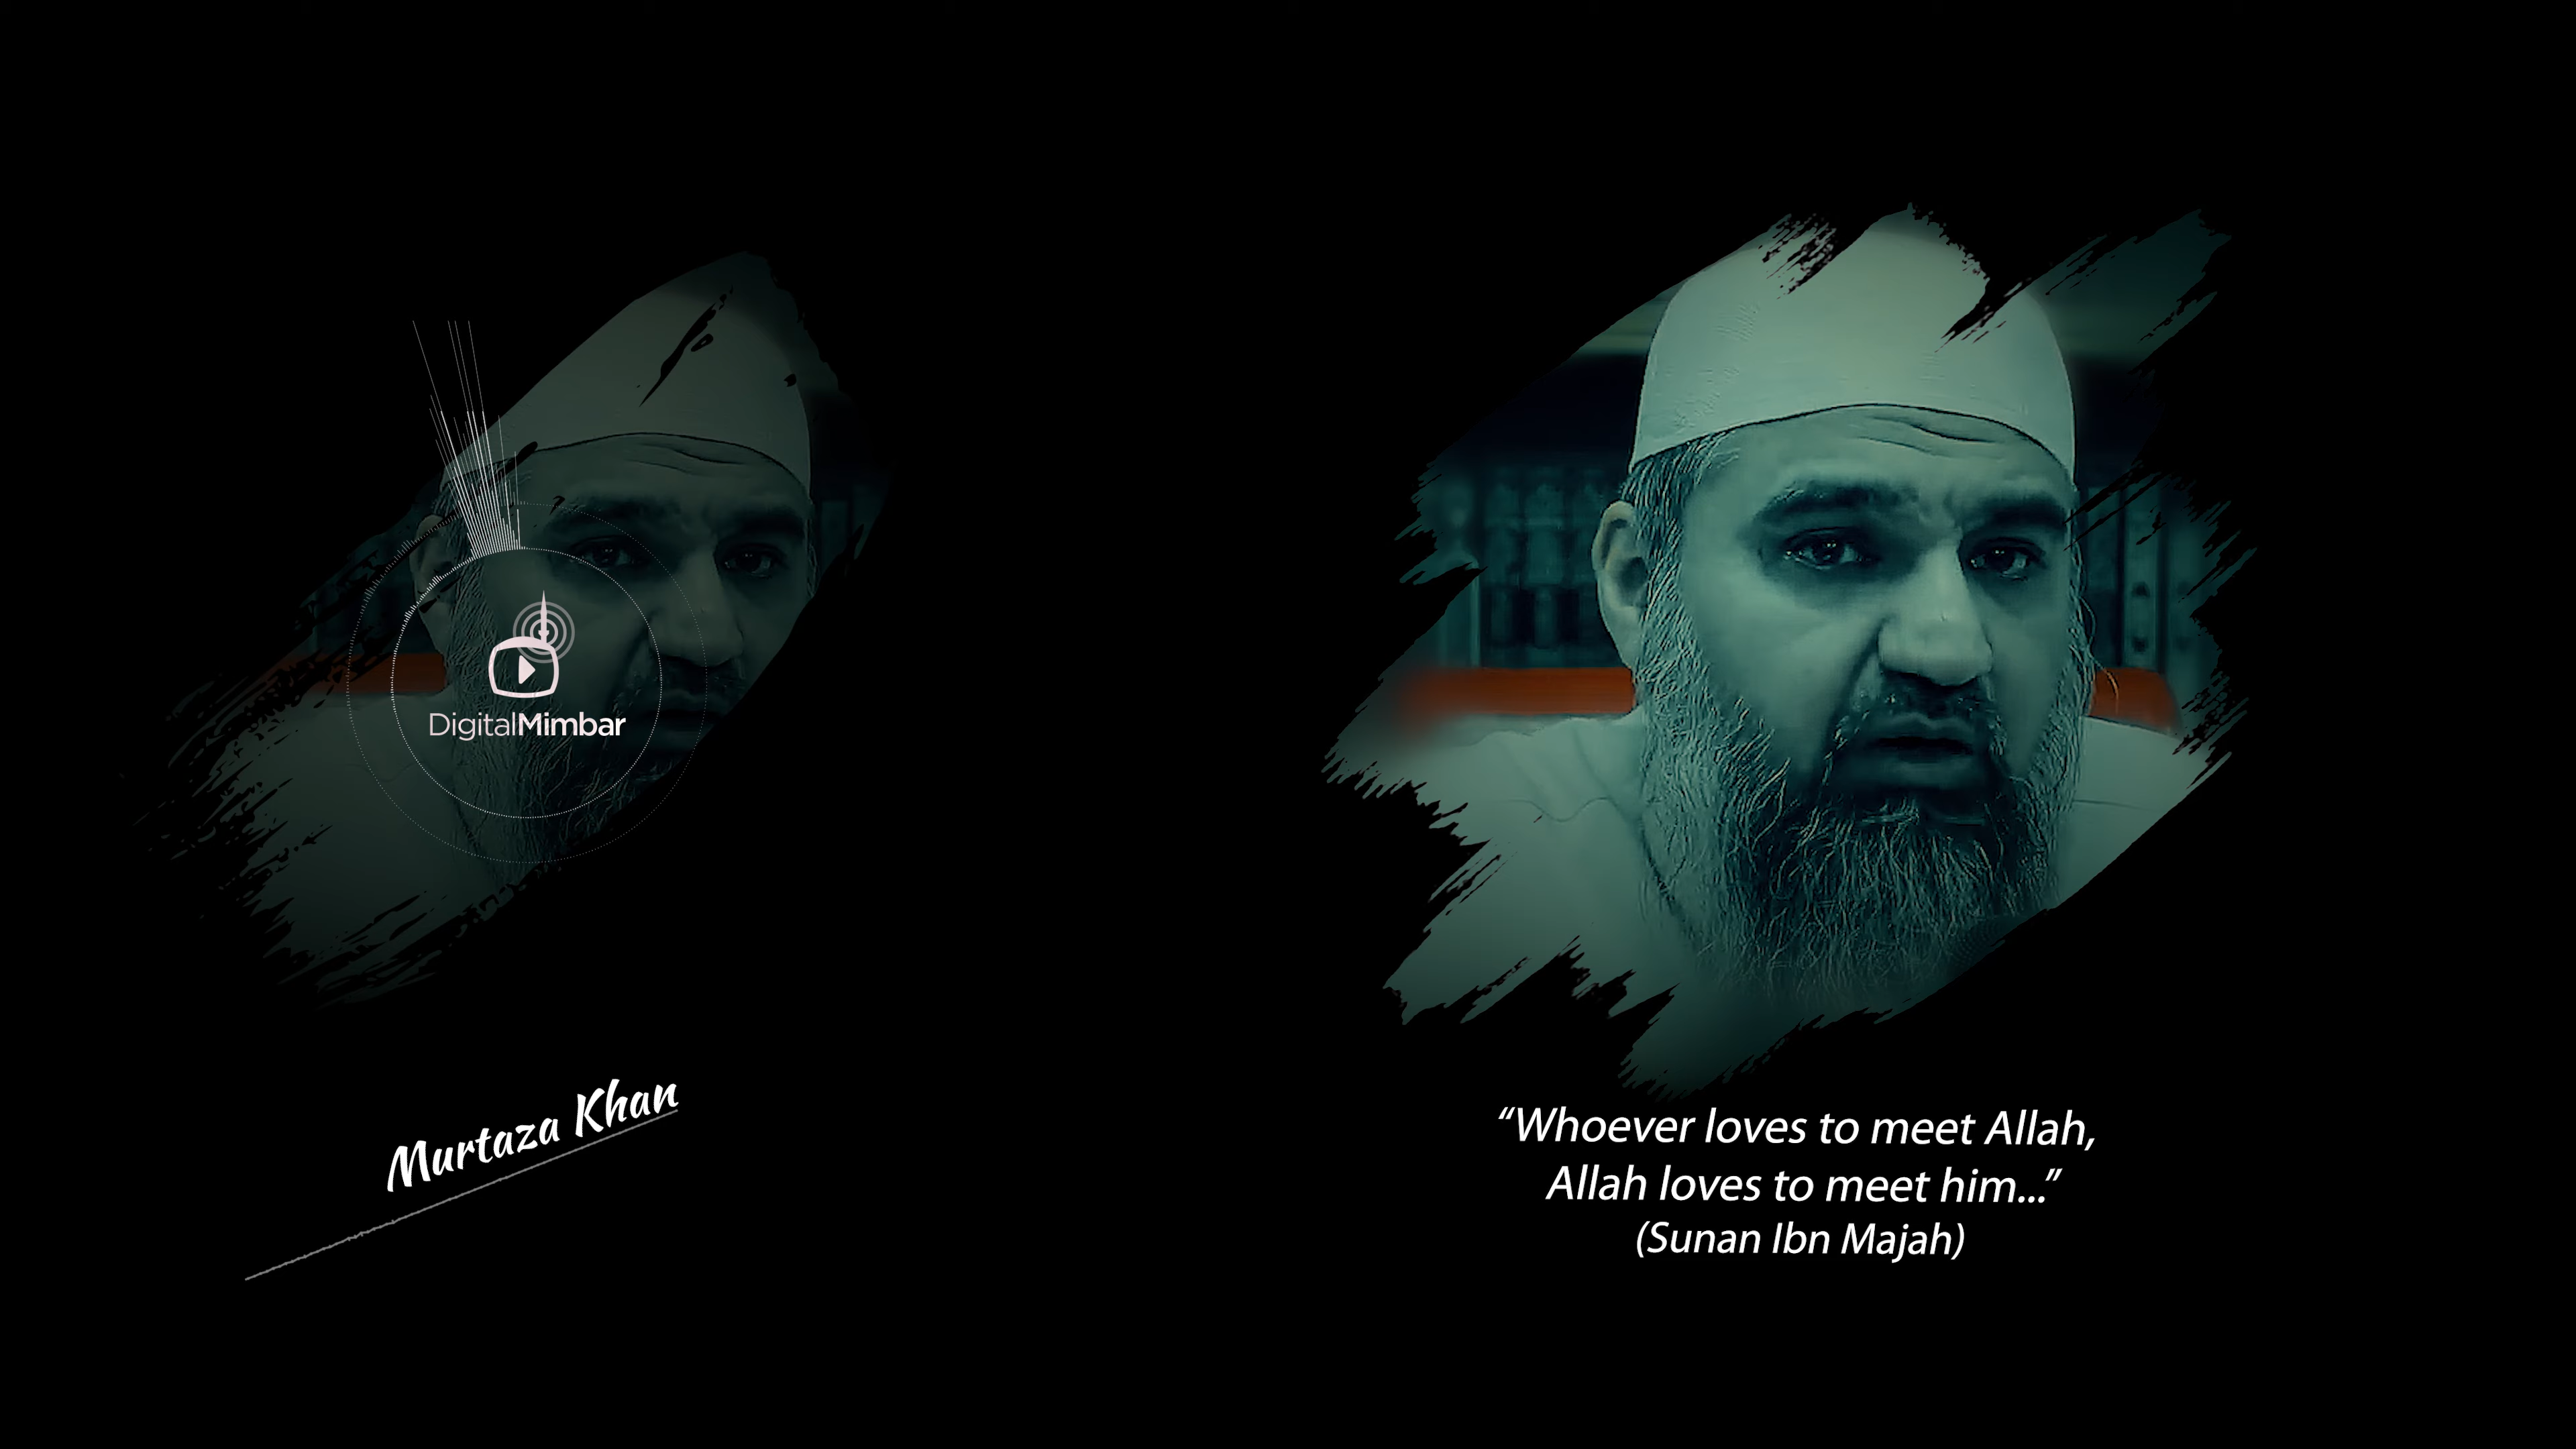 DigitalMimbar
Murtaza Khan
“Whoever loves to meet Allah,
Allah loves to meet him...”
(Sunan Ibn Majah)